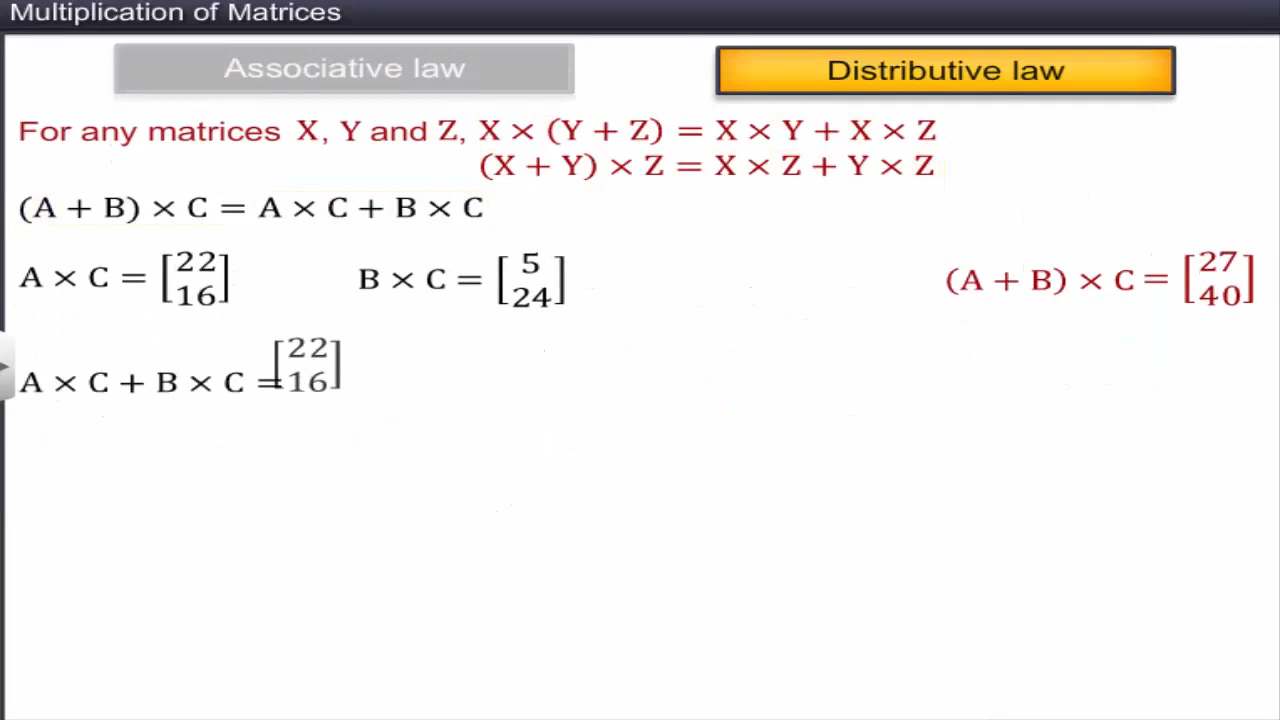 Multiplication of Matrices
Associative law
Distributive law
For any matrices X, Y and Z, X × (Y + Z) = X × Y + X × Z
(X + Y) × Z = X × Z + Y × Z
(A + B) × C = A × C + B × C
A × C = [22 16] B × C = [5 24] (A + B) × C = [27 40]
A × C + B × C = [22 16]